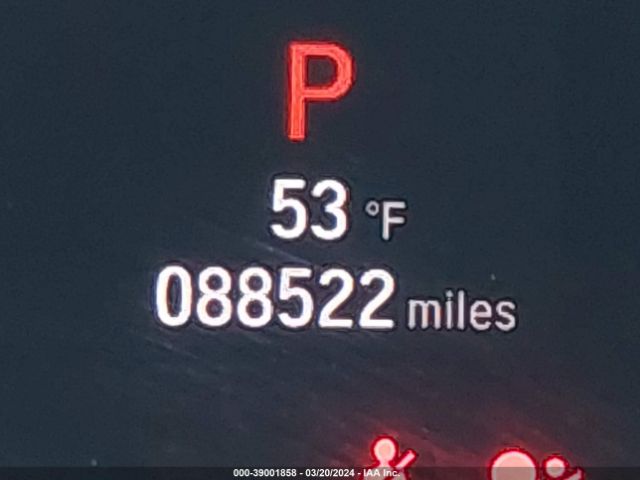 P
53 °F
088522 miles
000-39001858 - 03/20/2024 - IAA Inc.